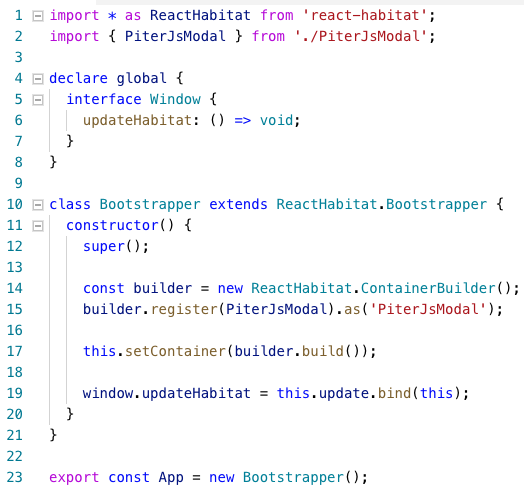 1 import * as ReactHabitat from 'react-habitat';
2 import { PiterJsModal } from './PiterJsModal';
3
4 declare global {
5   interface Window {
6     updateHabitat: () => void;
7   }
8 }
9
10 class Bootstrapper extends ReactHabitat.Bootstrapper {
11   constructor() {
12     super();
13
14     const builder = new ReactHabitat.ContainerBuilder();
15     builder.register(PiterJsModal).as('PiterJsModal');
16
17     this.setContainer(builder.build());
18
19     window.updateHabitat = this.update.bind(this);
20   }
21 }
22
23 export const App = new Bootstrapper();